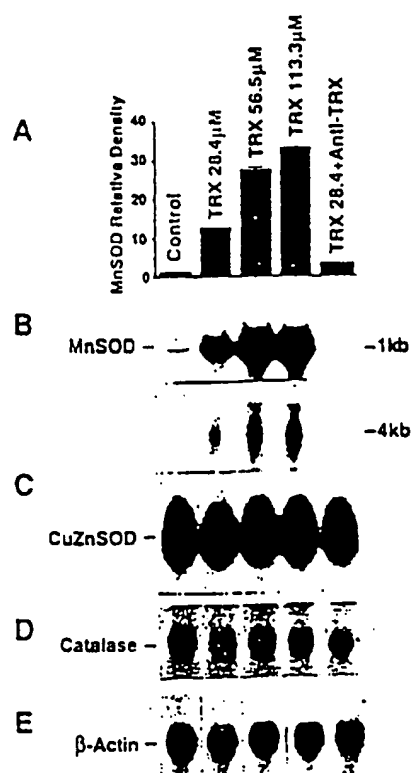 A
MnSOD Relative Density
40
30
20
10
0
Control
TRX 28.4µM
TRX 56.5µM
TRX 113.3µM
TRX 28.4+Anti-TRX
B
MnSOD –
–1kb
–4kb
C
CuZnSOD –
D
Catalase –
E
β-Actin –